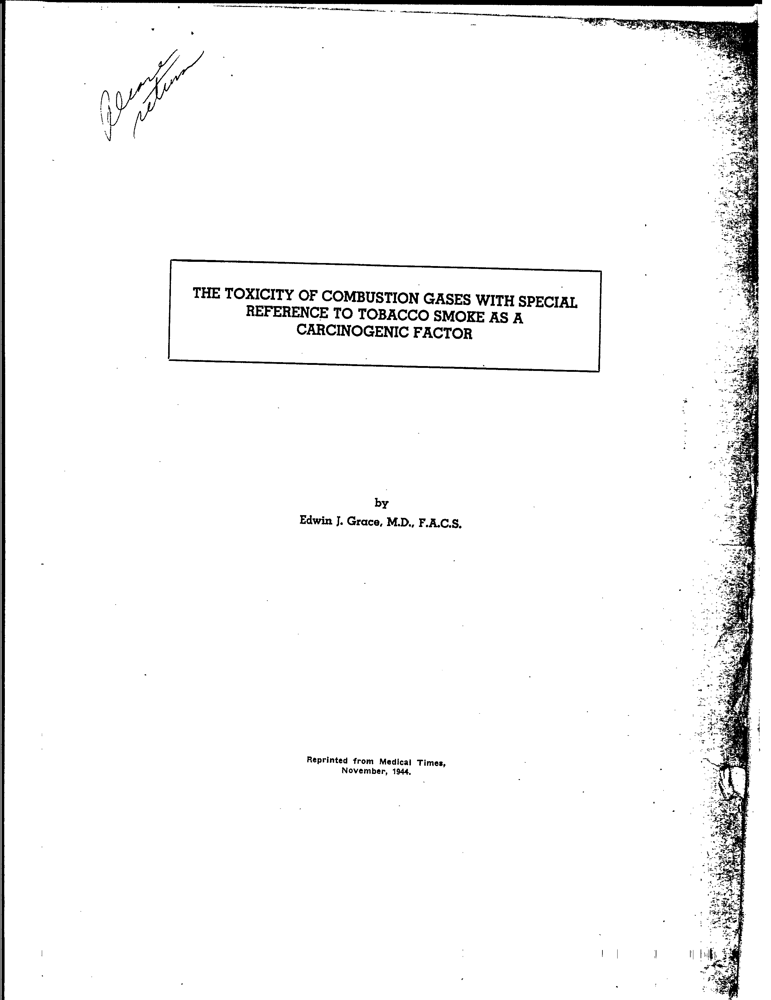 Please
return
THE TOXICITY OF COMBUSTION GASES WITH SPECIAL
REFERENCE TO TOBACCO SMOKE AS A
CARCINOGENIC FACTOR
by
Edwin J. Grace, M.D., F.A.C.S.
Reprinted from Medical Times,
November, 1944.